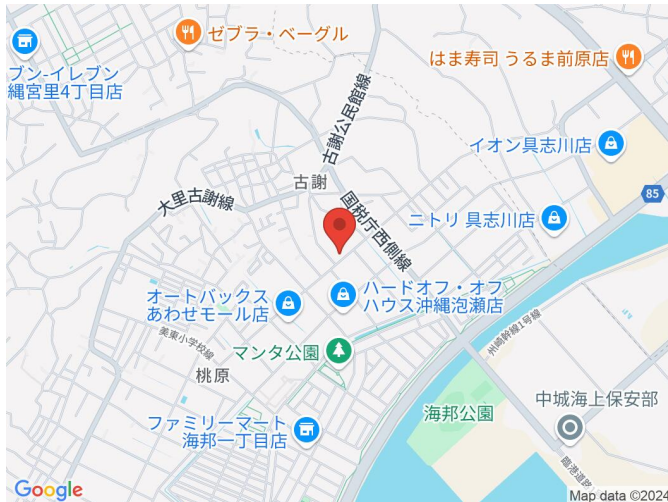 ゼブラ・ベーグル
ブン-イレブン
縄宮里4丁目店
はま寿司 うるま前原店
古謝公民館線
イオン具志川店
古謝
85
大里古謝線
国税庁西側線
ニトリ 具志川店
ハードオフ・オフ
ハウス沖縄泡瀬店
オートバックス
あわせモール店
美東小学校線
州崎幹線1号線
マンタ公園
桃原
中城海上保安部
海邦公園
ファミリーマート
海邦一丁目店
臨港道路
Google
Map data ©2024